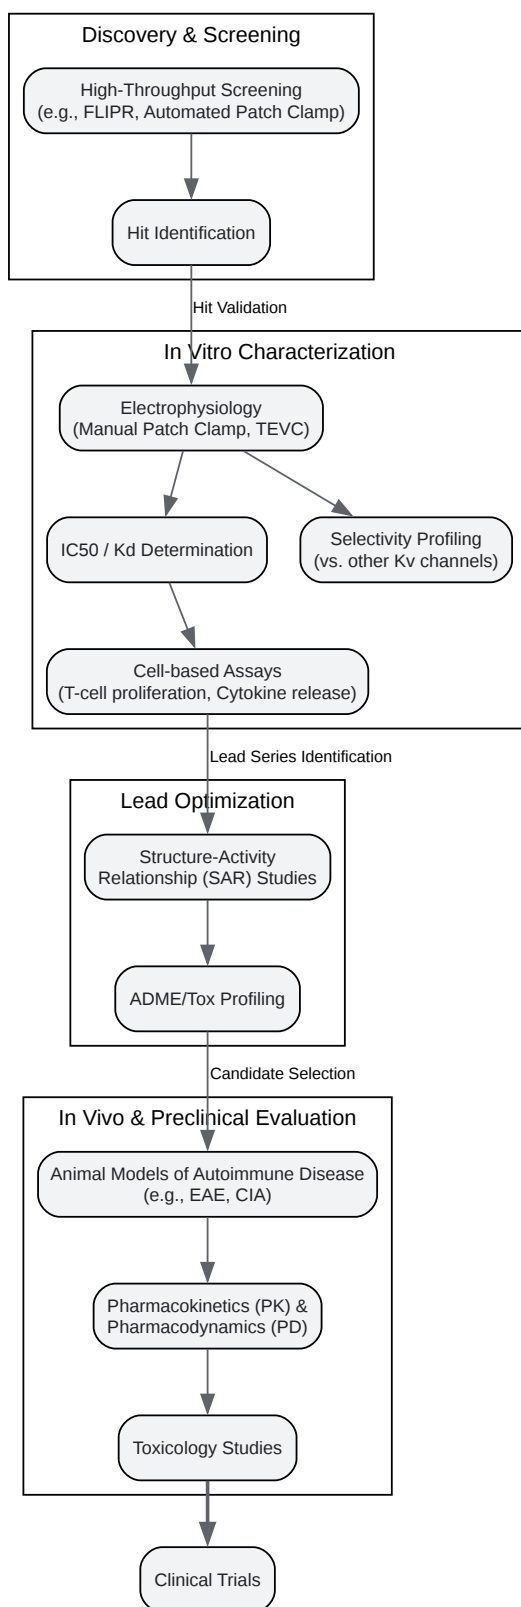 Discovery & Screening
High-Throughput Screening
(e.g., FLIPR, Automated Patch Clamp)
Hit Identification
Hit Validation
In Vitro Characterization
Electrophysiology
(Manual Patch Clamp, TEVC)
IC50 / Kd Determination
Selectivity Profiling
(vs. other Kv channels)
Cell-based Assays
(T-cell proliferation, Cytokine release)
Lead Series Identification
Lead Optimization
Structure-Activity
Relationship (SAR) Studies
ADME/Tox Profiling
Candidate Selection
In Vivo & Preclinical Evaluation
Animal Models of Autoimmune Disease
(e.g., EAE, CIA)
Pharmacokinetics (PK) &
Pharmacodynamics (PD)
Toxicology Studies
Clinical Trials